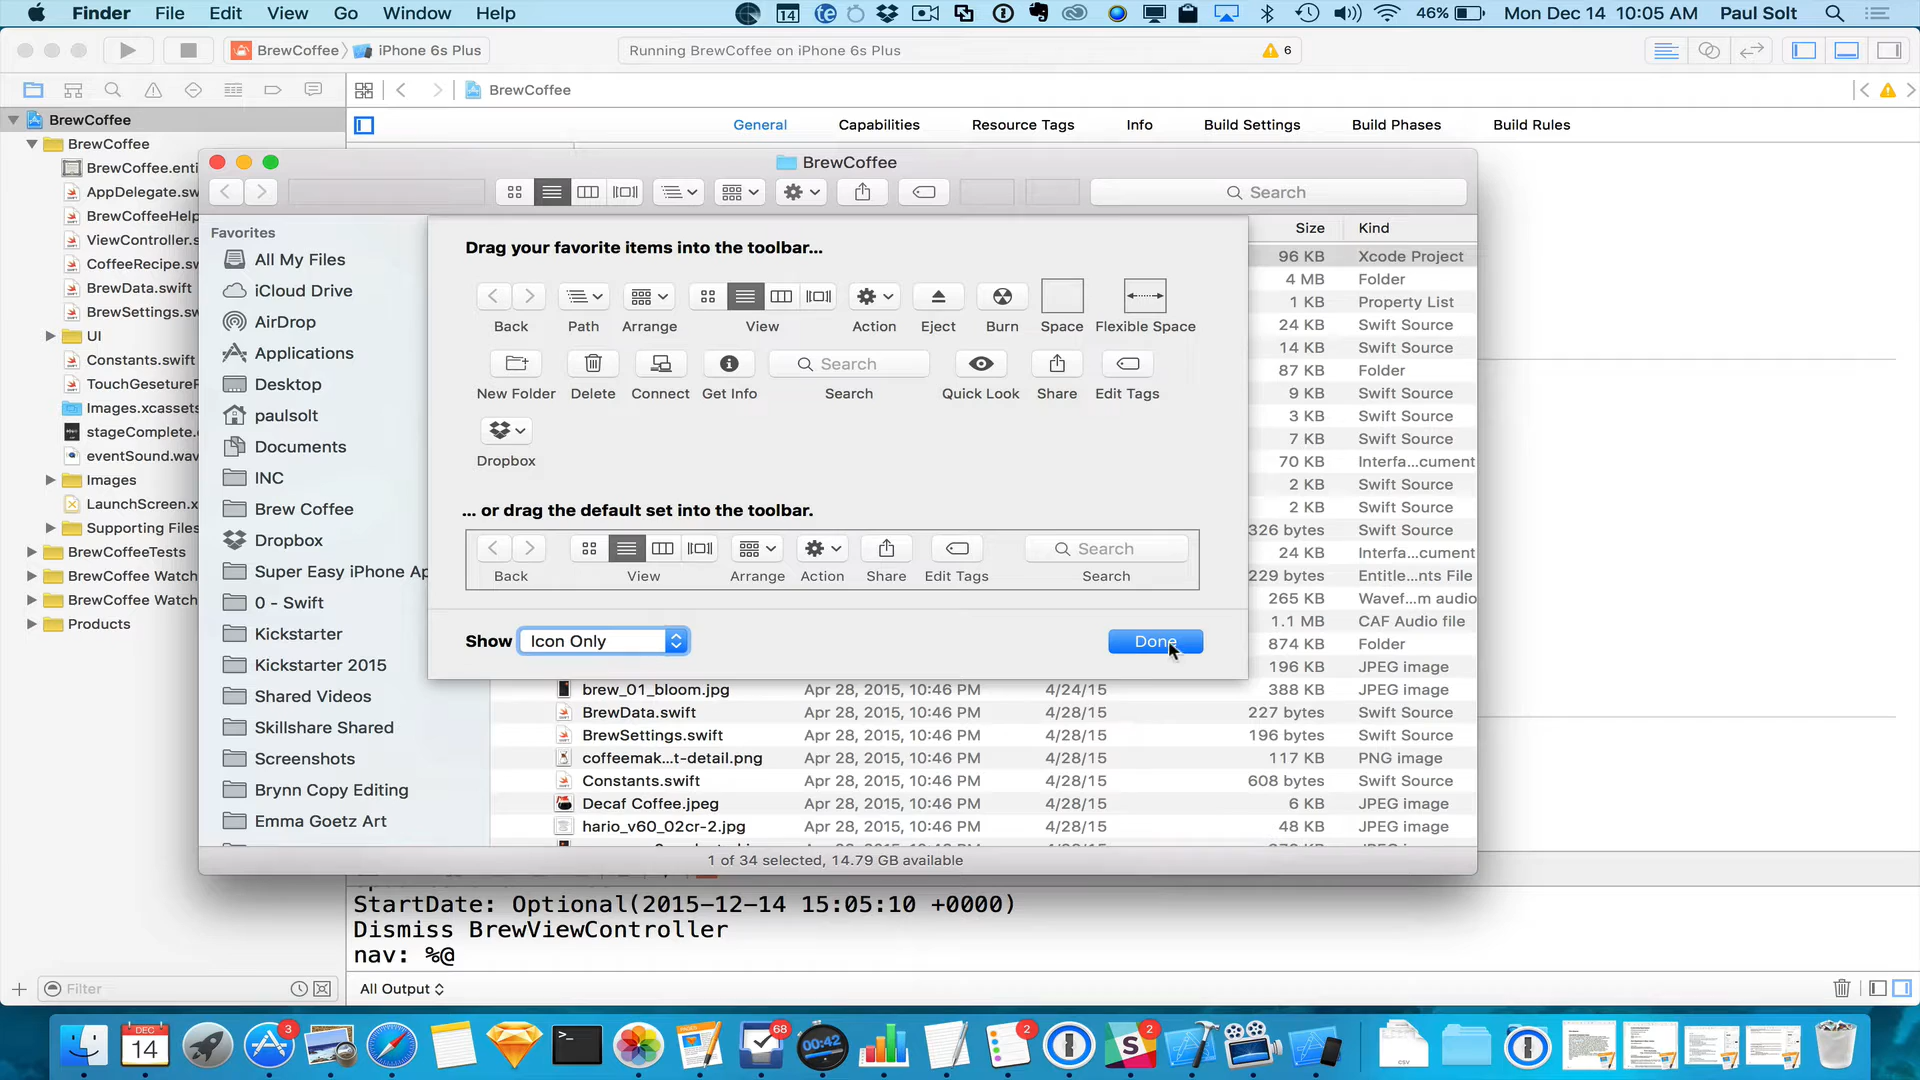 Finder File Edit View Go Window Help 14 46% Mon Dec 14 10:05 AM Paul Solt
BrewCoffee iPhone 6s Plus Running BrewCoffee on iPhone 6s Plus 6
BrewCoffee
BrewCoffee
General Capabilities Resource Tags Info Build Settings Build Phases Build Rules
BrewCoffee
BrewCoffee.enti
AppDelegate.sw
BrewCoffeeHelp
ViewController.s
CoffeeRecipe.sw
BrewData.swift
BrewSettings.sw
UI
Constants.swift
TouchGesetureF
Images.xcassets
stageComplete.c
eventSound.wav
Images
LaunchScreen.x
Supporting Files
BrewCoffeeTests
BrewCoffee Watch
BrewCoffee Watch
Products
Filter
BrewCoffee
Search
Favorites
All My Files
iCloud Drive
AirDrop
Applications
Desktop
paulsolt
Documents
INC
Brew Coffee
Dropbox
Super Easy iPhone Ap
0 - Swift
Kickstarter
Kickstarter 2015
Shared Videos
Skillshare Shared
Screenshots
Brynn Copy Editing
Emma Goetz Art
Drag your favorite items into the toolbar...
Back Path Arrange View Action Eject Burn Space Flexible Space
Search
New Folder Delete Connect Get Info Search Quick Look Share Edit Tags
Dropbox
... or drag the default set into the toolbar.
Search
Back View Arrange Action Share Edit Tags Search
Show Icon Only Done
Size Kind
96 KB Xcode Project
4 MB Folder
1 KB Property List
24 KB Swift Source
14 KB Swift Source
87 KB Folder
9 KB Swift Source
3 KB Swift Source
7 KB Swift Source
70 KB Interfa...cument
2 KB Swift Source
2 KB Swift Source
326 bytes Swift Source
24 KB Interfa...cument
229 bytes Entitle...nts File
265 KB Wavef...m audio
1.1 MB CAF Audio file
874 KB Folder
196 KB JPEG image
brew_01_bloom.jpg Apr 28, 2015, 10:46 PM 4/24/15 388 KB JPEG image
BrewData.swift Apr 28, 2015, 10:46 PM 4/28/15 227 bytes Swift Source
BrewSettings.swift Apr 28, 2015, 10:46 PM 4/28/15 196 bytes Swift Source
coffeemak...t-detail.png Apr 28, 2015, 10:46 PM 4/28/15 117 KB PNG image
Constants.swift Apr 28, 2015, 10:46 PM 4/28/15 608 bytes Swift Source
Decaf Coffee.jpeg Apr 28, 2015, 10:46 PM 4/28/15 6 KB JPEG image
hario_v60_02cr-2.jpg Apr 28, 2015, 10:46 PM 4/28/15 48 KB JPEG image
1 of 34 selected, 14.79 GB available
StartDate: Optional(2015-12-14 15:05:10 +0000)
Dismiss BrewViewController
nav: %@
All Output
DEC 14 3 68 00:42 2 2 CSV